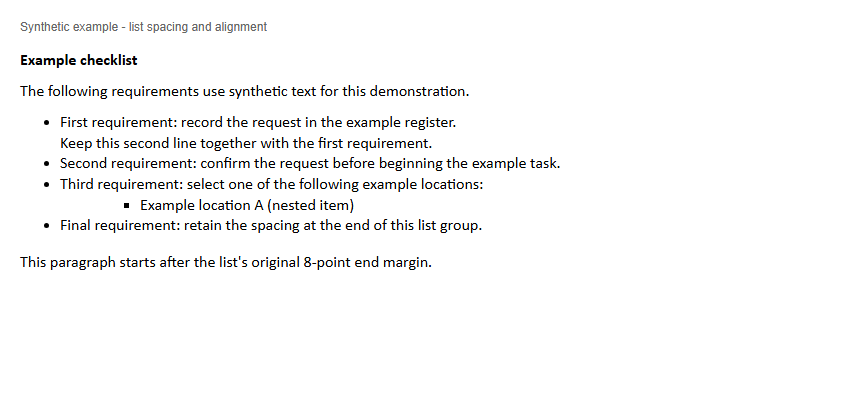 Synthetic example - list spacing and alignment
Example checklist
The following requirements use synthetic text for this demonstration.
• First requirement: record the request in the example register.
Keep this second line together with the first requirement.
• Second requirement: confirm the request before beginning the example task.
• Third requirement: select one of the following example locations:
▪ Example location A (nested item)
• Final requirement: retain the spacing at the end of this list group.
This paragraph starts after the list's original 8-point end margin.